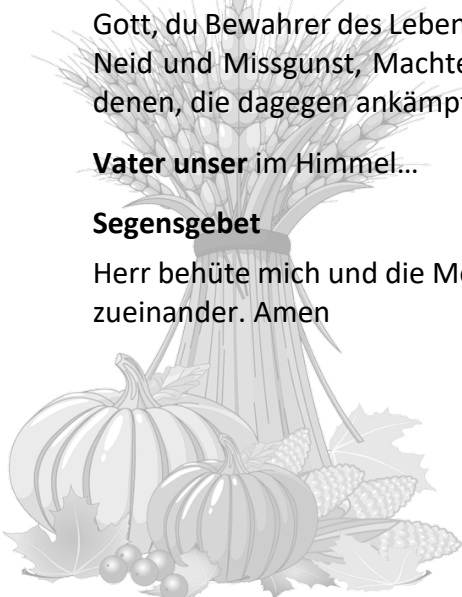 Gott, du Bewahrer des Leben
Neid und Missgunst, Machte
denen, die dagegen ankämpf
Vater unser im Himmel…
Segensgebet
Herr behüte mich und die Me
zueinander. Amen